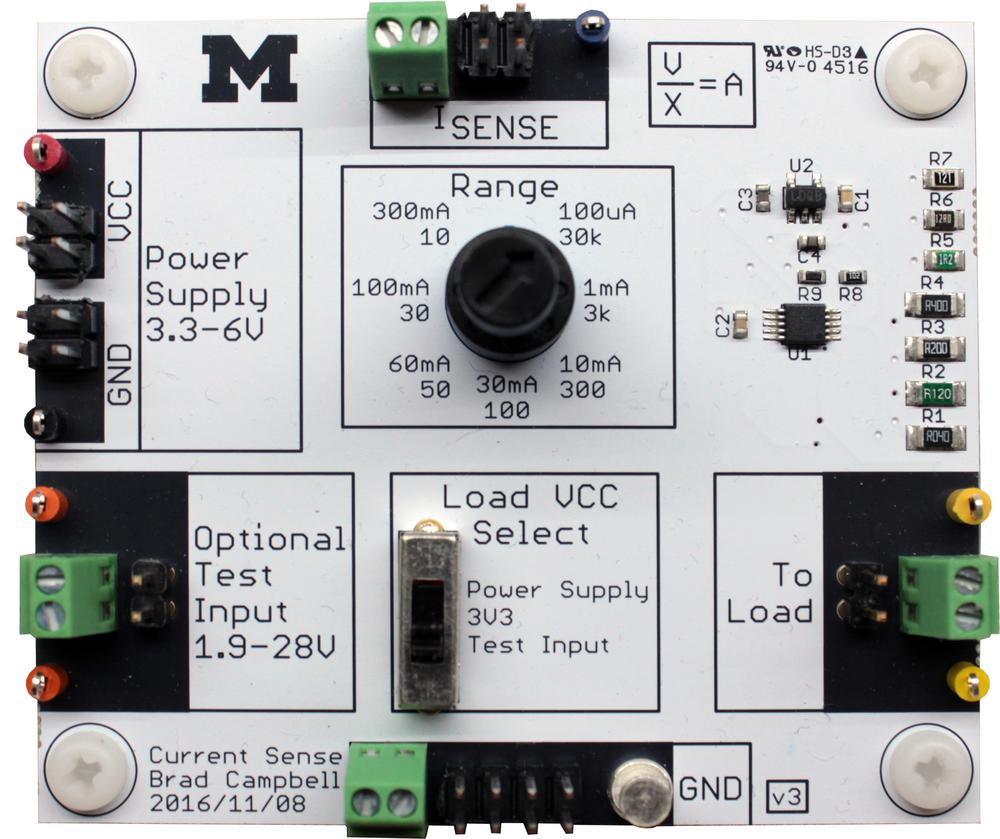 M
I SENSE
V
X
=A
HS-D3
94V-0 4516
VCC
Power
Supply
3.3-6V
GND
Range
300mA
10
100uA
30k
100mA
30
1mA
3k
60mA
50
30mA
100
10mA
300
U2
C3
C1
C4
R9
R8
C2
U1
R7
121
R6
12R0
R5
1R2
R4
R400
R3
R200
R2
R120
R1
R040
Optional
Test
Input
1.9-28V
Load VCC
Select
Power Supply
3V3
Test Input
To
Load
Current Sense
Brad Campbell
2016/11/08
GND
v3